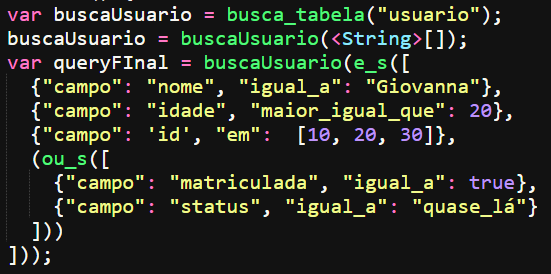 var buscaUsuario = busca_tabela("usuario");
buscaUsuario = buscaUsuario(<String>[]);
var queryFInal = buscaUsuario(e_s([
{"campo": "nome", "igual_a": "Giovanna"},
{"campo": "idade", "maior_igual_que": 20},
{"campo": 'id', "em":  [10, 20, 30]},
(ou_s([
{"campo": "matriculada", "igual_a": true},
{"campo": "status", "igual_a": "quase_lá"}
]))
]));